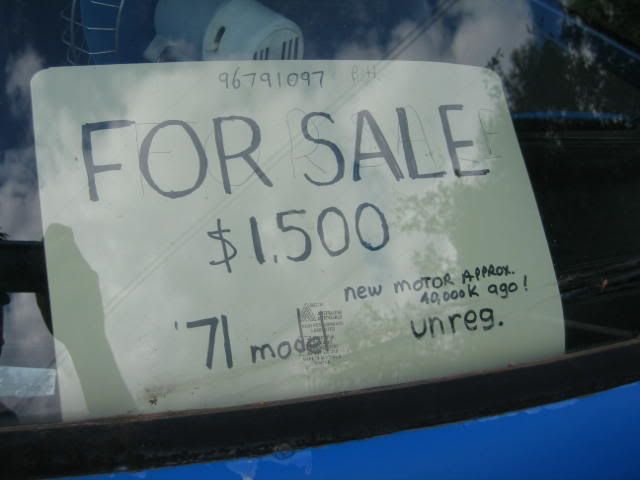 96791097 P.H.
FOR SALE
$1,500
new motor approx.
40,000K ago!
'71 model
unreg.